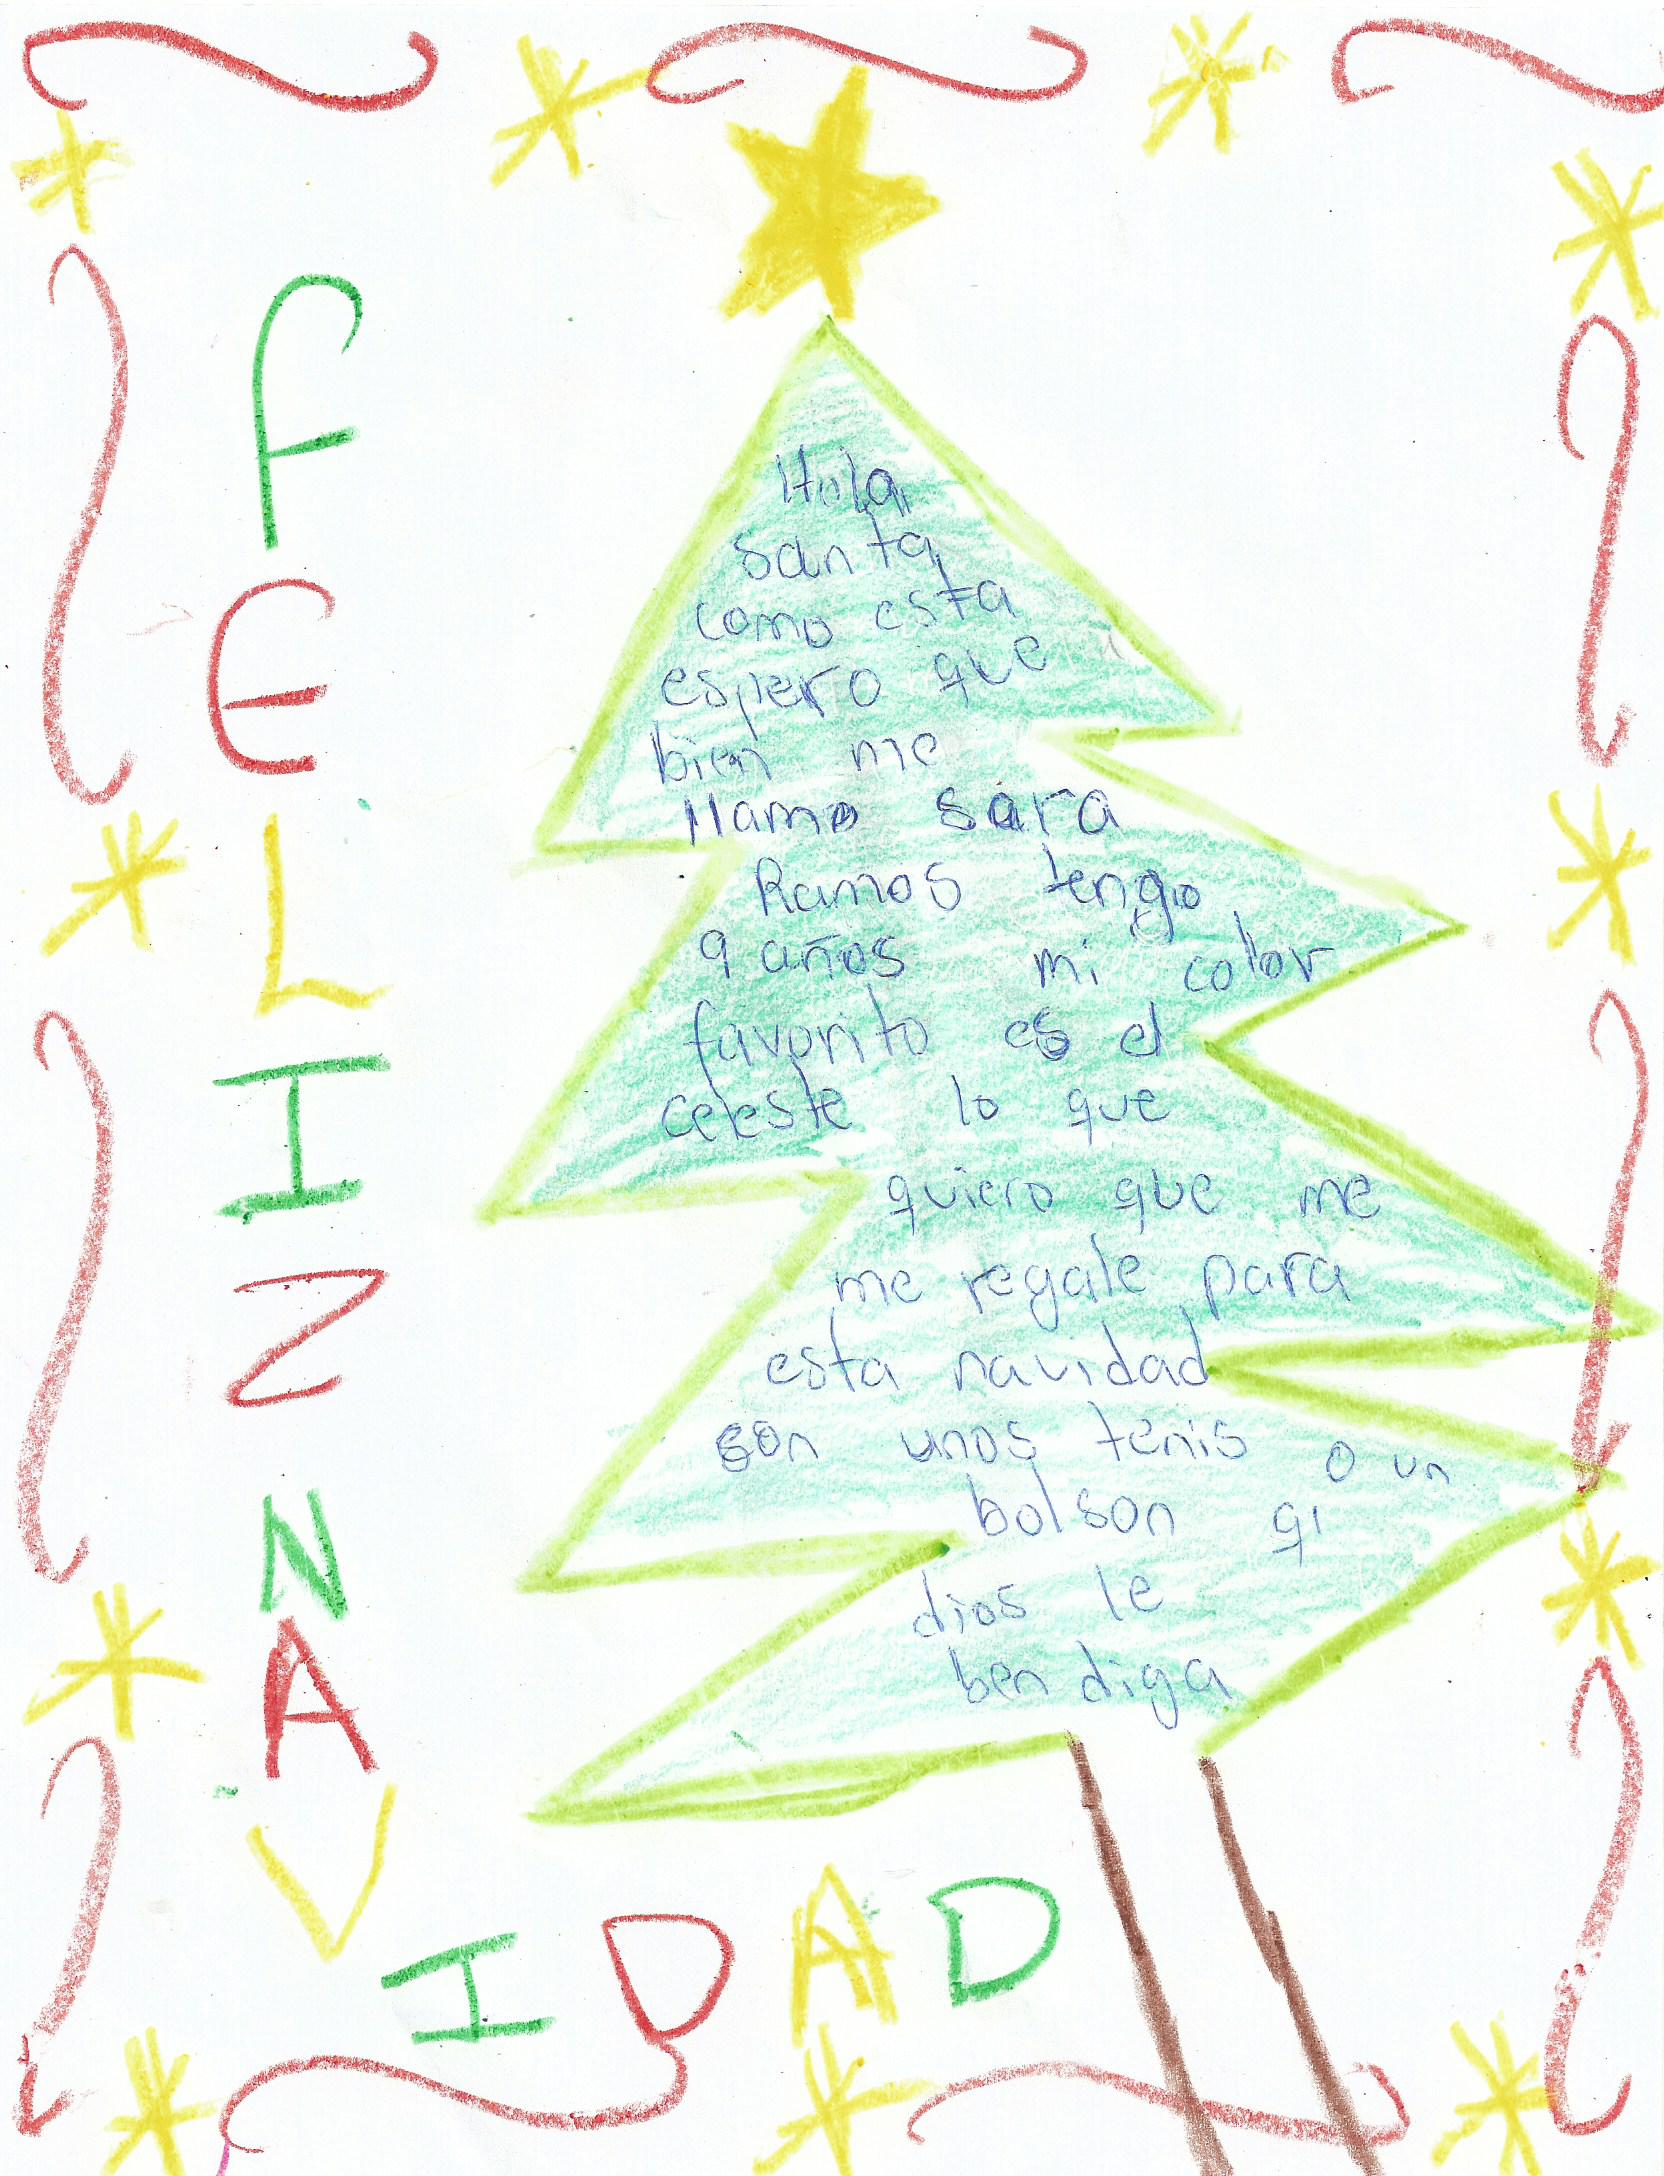 FELIZ NAVIDAD
Hola
santa
como esta
espero que
bien me
llamo sara
Ramos tengo
9 años mi color
favorito es el
celeste lo que
quiero que me
me regale para
esta navidad
son unos tenis o un
bolson qi
dios le
ben diga